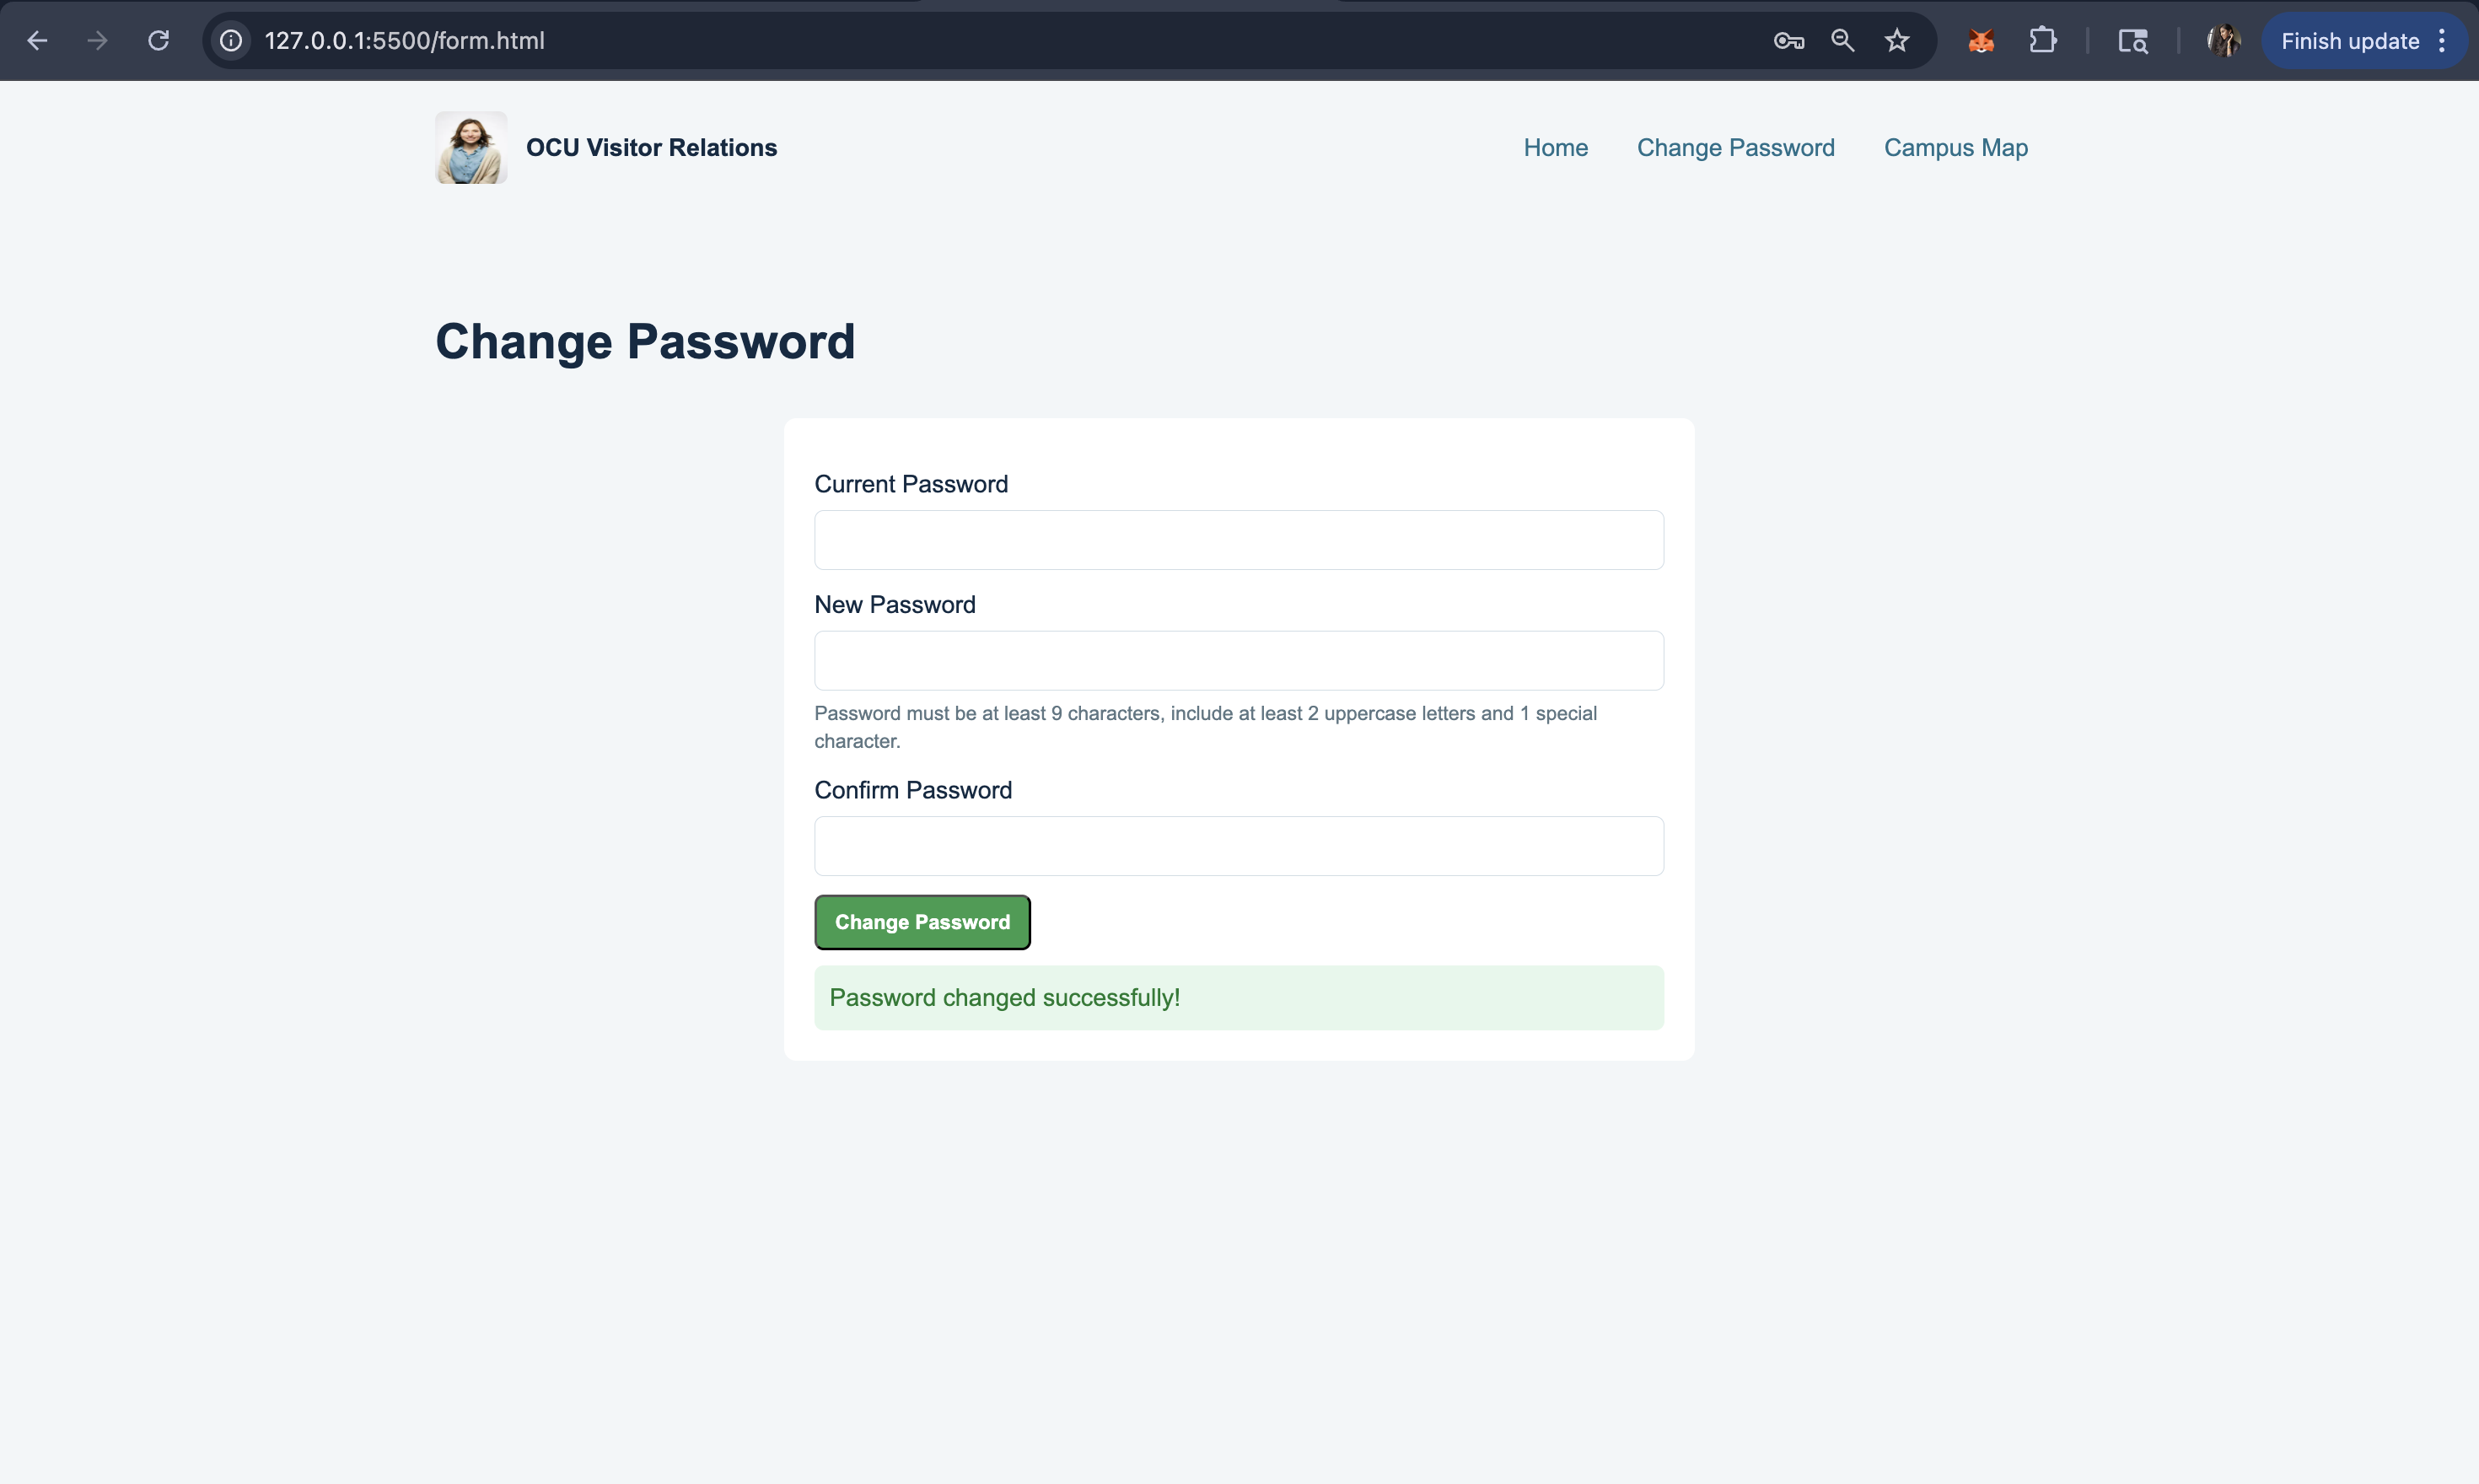 127.0.0.1:5500/form.html
Finish update
OCU Visitor Relations
Home
Change Password
Campus Map
Change Password
Current Password
New Password
Password must be at least 9 characters, include at least 2 uppercase letters and 1 special
character.
Confirm Password
Change Password
Password changed successfully!